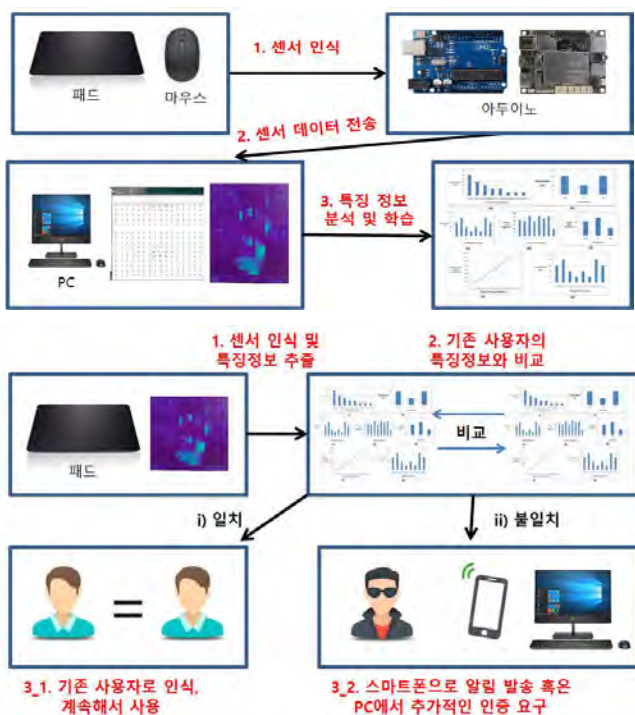 1. 센서 인식
패드
마우스
UNO
아두이노
2. 센서 데이터 전송
3. 특징 정보
분석 및 학습
PC
1. 센서 인식 및
특징정보 추출
2. 기존 사용자의
특징정보와 비교
패드
비교
i) 일치
ii) 불일치
3_1. 기존 사용자로 인식,
계속해서 사용
3_2. 스마트폰으로 알림 발송 혹은
PC에서 추가적인 인증 요구